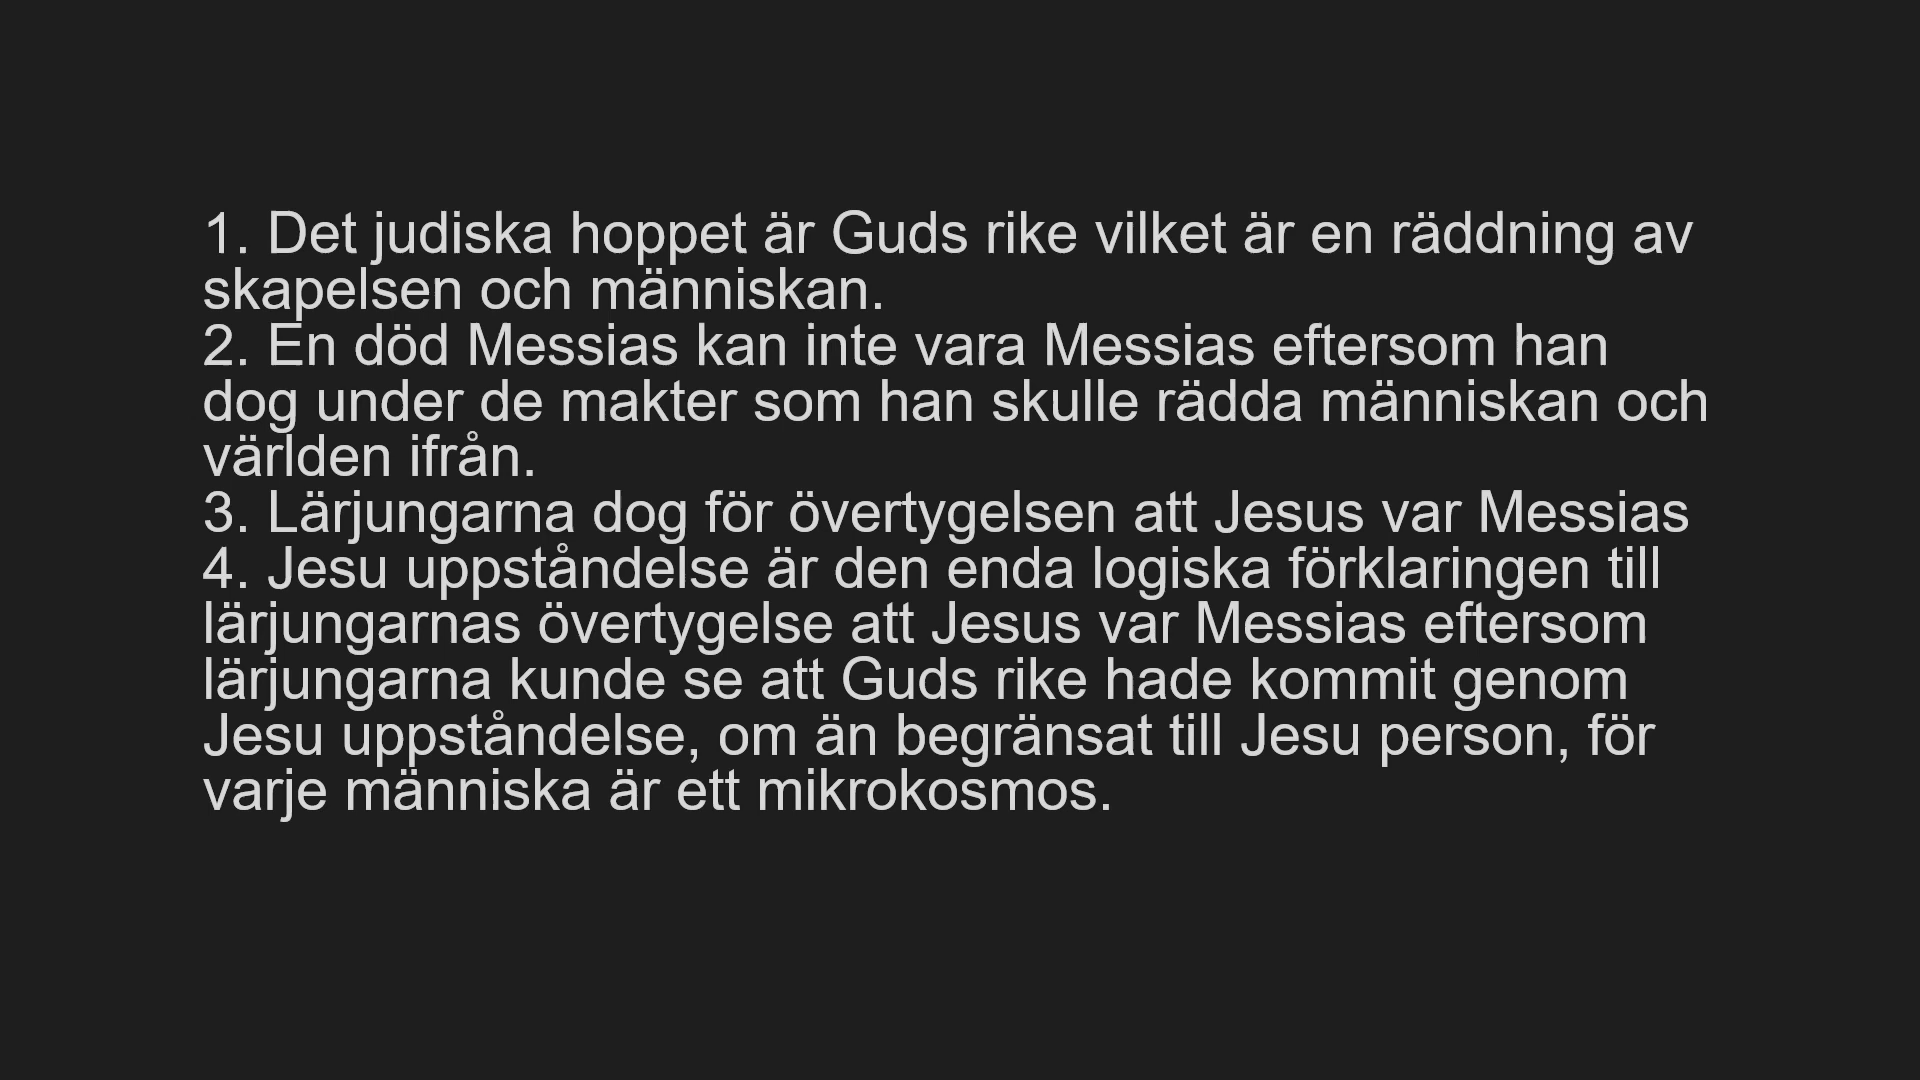 1. Det judiska hoppet är Guds rike vilket är en räddning av
skapelsen och människan.
2. En död Messias kan inte vara Messias eftersom han
dog under de makter som han skulle rädda människan och
världen ifrån.
3. Lärjungarna dog för övertygelsen att Jesus var Messias
4. Jesu uppståndelse är den enda logiska förklaringen till
lärjungarnas övertygelse att Jesus var Messias eftersom
lärjungarna kunde se att Guds rike hade kommit genom
Jesu uppståndelse, om än begränsat till Jesu person, för
varje människa är ett mikrokosmos.